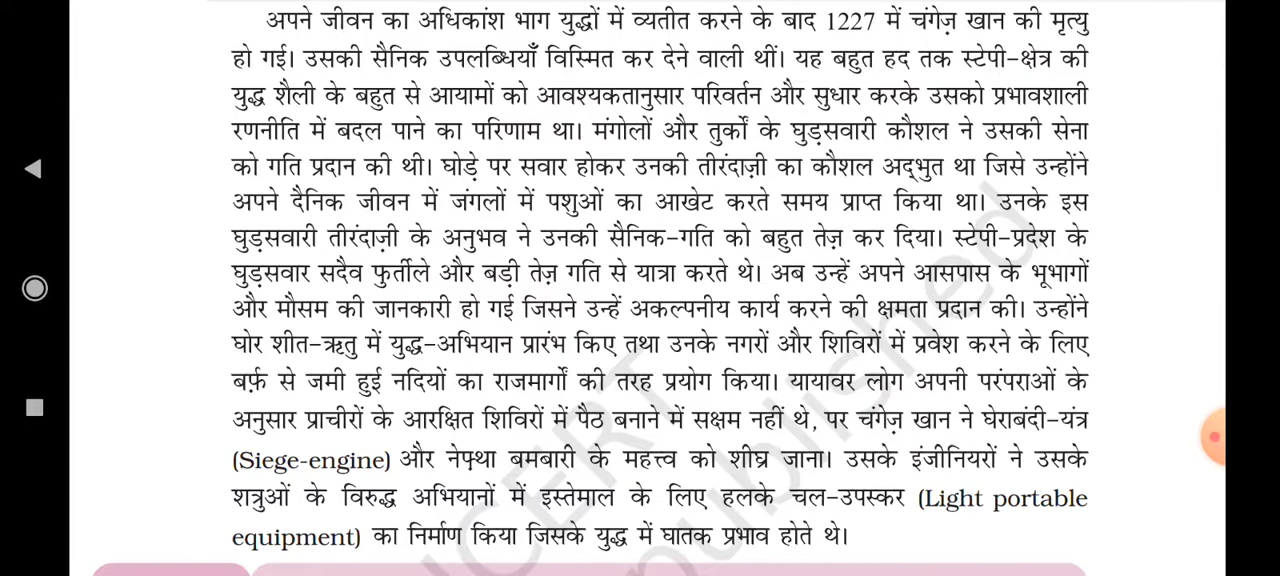 अपने जीवन का अधिकांश भाग युद्धों में व्यतीत करने के बाद 1227 में चंगेज़ खान की मृत्यु
हो गई। उसकी सैनिक उपलब्धियाँ विस्मित कर देने वाली थीं। यह बहुत हद तक स्टेपी-क्षेत्र की
युद्ध शैली के बहुत से आयामों को आवश्यकतानुसार परिवर्तन और सुधार करके उसको प्रभावशाली
रणनीति में बदल पाने का परिणाम था। मंगोलों और तुर्कों के घुड़सवारी कौशल ने उसकी सेना
को गति प्रदान की थी। घोड़े पर सवार होकर उनकी तीरंदाज़ी का कौशल अद्भुत था जिसे उन्होंने
अपने दैनिक जीवन में जंगलों में पशुओं का आखेट करते समय प्राप्त किया था। उनके इस
घुड़सवारी तीरंदाज़ी के अनुभव ने उनकी सैनिक-गति को बहुत तेज़ कर दिया। स्टेपी-प्रदेश के
घुड़सवार सदैव फुर्तीले और बड़ी तेज़ गति से यात्रा करते थे। अब उन्हें अपने आसपास के भूभागों
और मौसम की जानकारी हो गई जिसने उन्हें अकल्पनीय कार्य करने की क्षमता प्रदान की। उन्होंने
घोर शीत-ऋतु में युद्ध-अभियान प्रारंभ किए तथा उनके नगरों और शिविरों में प्रवेश करने के लिए
बर्फ़ से जमी हुई नदियों का राजमार्गों की तरह प्रयोग किया। यायावर लोग अपनी परंपराओं के
अनुसार प्राचीरों के आरक्षित शिविरों में पैठ बनाने में सक्षम नहीं थे, पर चंगेज़ खान ने घेराबंदी-यंत्र
(Siege-engine) और नेफ्था बमबारी के महत्त्व को शीघ्र जाना। उसके इंजीनियरों ने उसके
शत्रुओं के विरुद्ध अभियानों में इस्तेमाल के लिए हलके चल-उपस्कर (Light portable
equipment) का निर्माण किया जिसके युद्ध में घातक प्रभाव होते थे।
NCERT
published